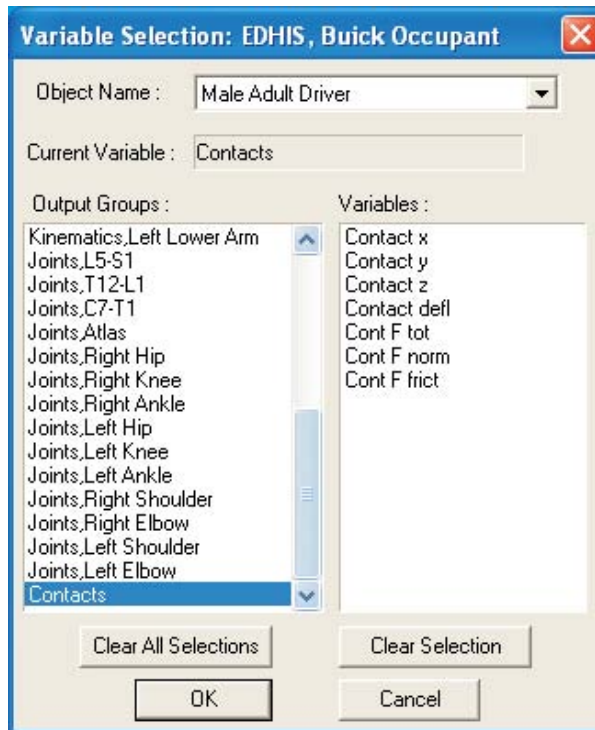 Variable Selection: EDHIS, Buick Occupant
Object Name : Male Adult Driver
Current Variable : Contacts
Output Groups :
Kinematics,Left Lower Arm
Joints,L5-S1
Joints,T12-L1
Joints,C7-T1
Joints,Atlas
Joints,Right Hip
Joints,Right Knee
Joints,Right Ankle
Joints,Left Hip
Joints,Left Knee
Joints,Left Ankle
Joints,Right Shoulder
Joints,Right Elbow
Joints,Left Shoulder
Joints,Left Elbow
Contacts
Variables :
Contact x
Contact y
Contact z
Contact defl
Cont F tot
Cont F norm
Cont F frict
Clear All Selections
Clear Selection
OK
Cancel